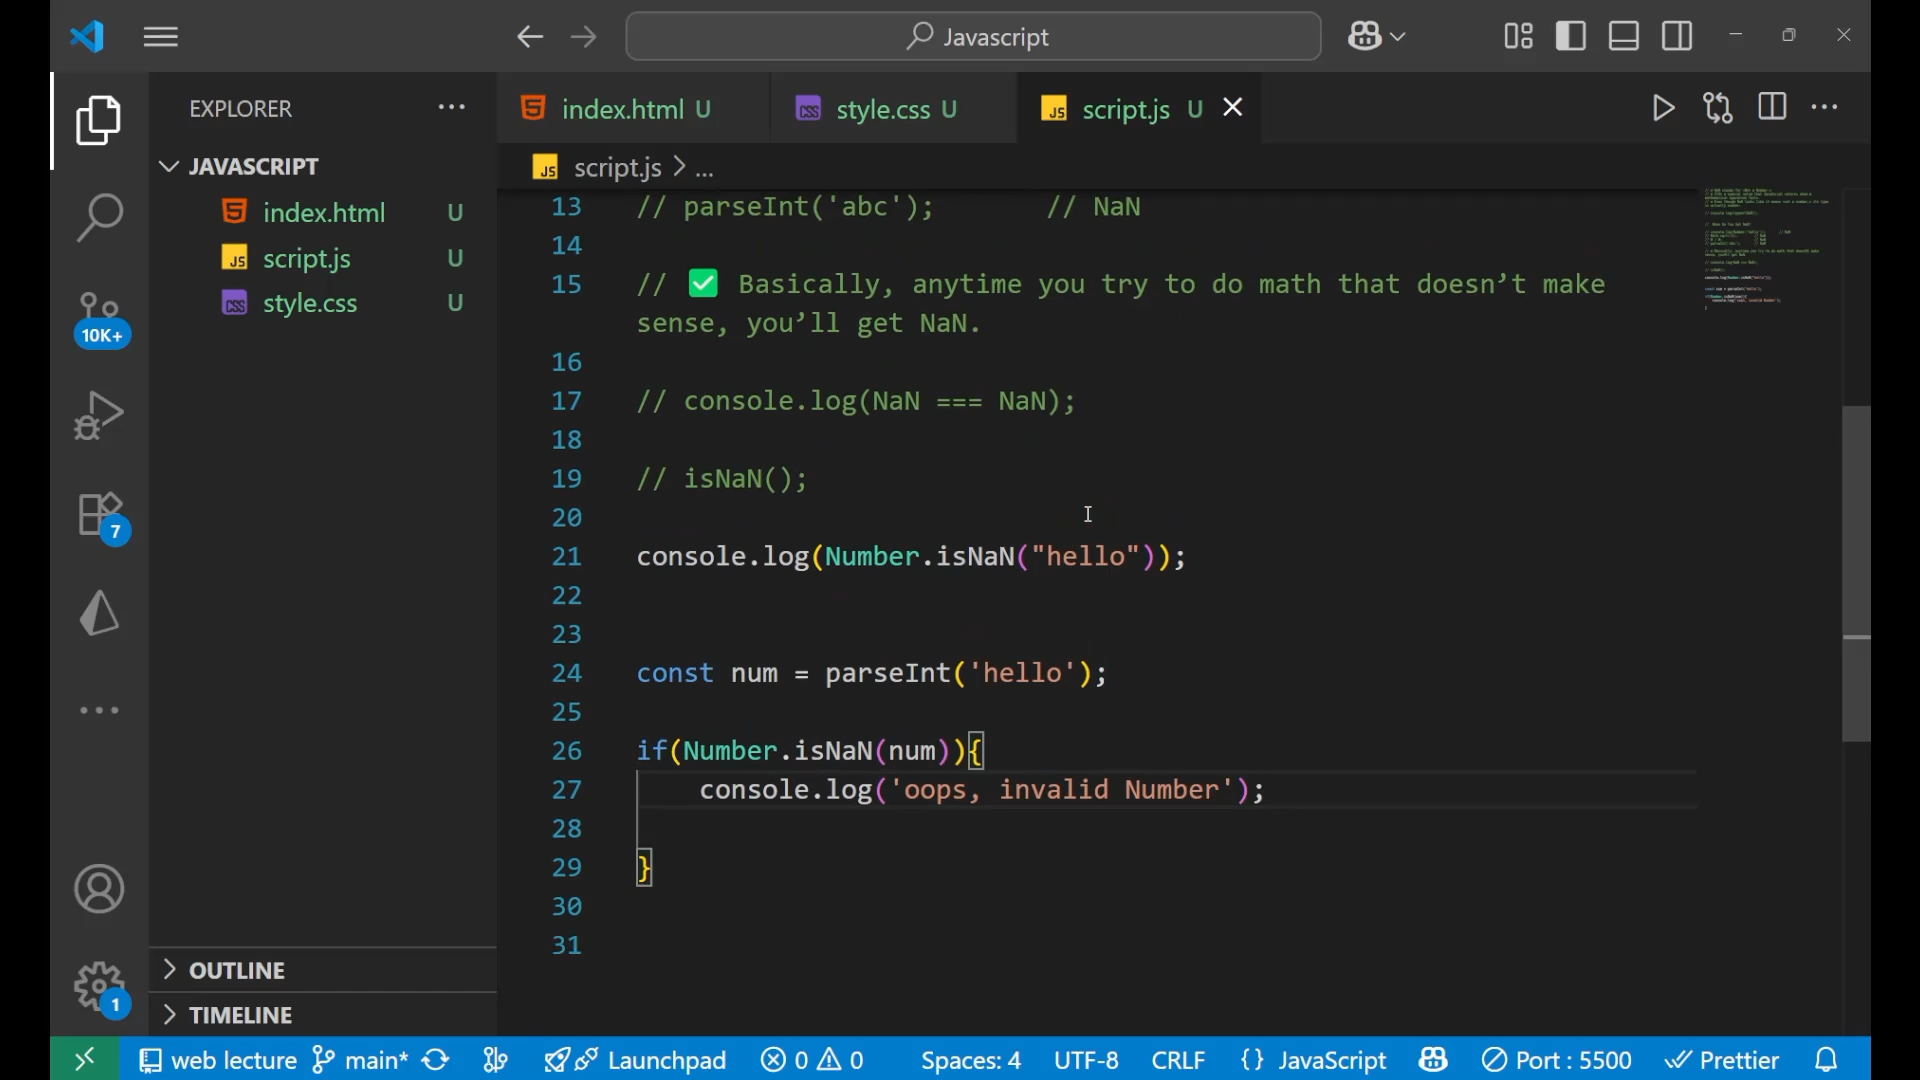 Javascript
EXPLORER
JAVASCRIPT
index.html U
script.js U
style.css U
10K+
7
1
OUTLINE
TIMELINE
index.html U
style.css U
script.js U
script.js > ...
13 // parseInt('abc'); // NaN
14
15 // ✅ Basically, anytime you try to do math that doesn’t make
sense, you’ll get NaN.
16
17 // console.log(NaN === NaN);
18
19 // isNaN();
20
21 console.log(Number.isNaN("hello"));
22
23
24 const num = parseInt('hello');
25
26 if(Number.isNaN(num)){
27 console.log('oops, invalid Number');
28
29 }
30
31
web lecture main* Launchpad 0 0 Spaces: 4 UTF-8 CRLF {} JavaScript Port : 5500 Prettier